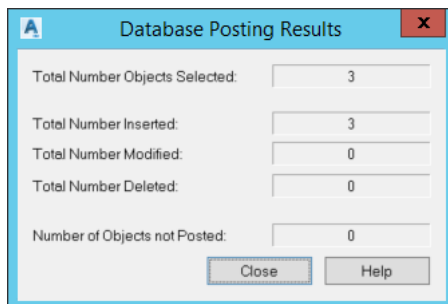 Database Posting Results
Total Number Objects Selected: 3
Total Number Inserted: 3
Total Number Modified: 0
Total Number Deleted: 0
Number of Objects not Posted: 0
Close Help